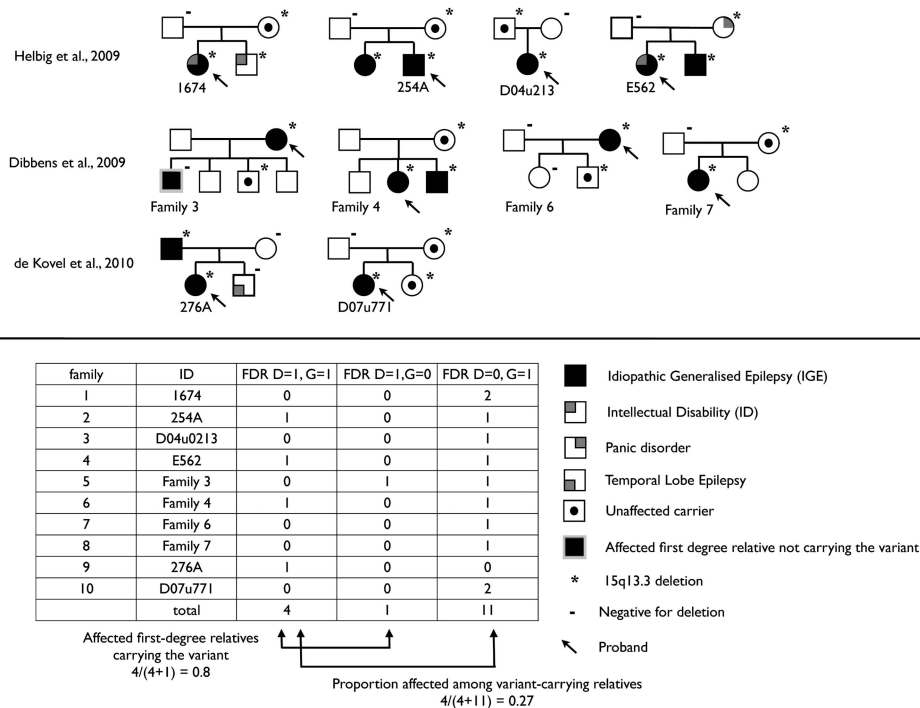 Helbig et al., 2009
1674
254A
D04u213
E562
Dibbens et al., 2009
Family 3
Family 4
Family 6
Family 7
de Kovel et al., 2010
276A
D07u771
family ID FDR D=1, G=1 FDR D=1,G=0 FDR D=0, G=1
1 1674 0 0 2
2 254A 1 0 1
3 D04u0213 0 0 1
4 E562 1 0 1
5 Family 3 0 1 1
6 Family 4 1 0 1
7 Family 6 0 0 1
8 Family 7 0 0 1
9 276A 1 0 0
10 D07u771 0 0 2
total 4 1 11
Affected first-degree relatives
carrying the variant
4/(4+1) = 0.8
Proportion affected among variant-carrying relatives
4/(4+11) = 0.27
Idiopathic Generalised Epilepsy (IGE)
Intellectual Disability (ID)
Panic disorder
Temporal Lobe Epilepsy
Unaffected carrier
Affected first degree relative not carrying the variant
* 15q13.3 deletion
- Negative for deletion
Proband